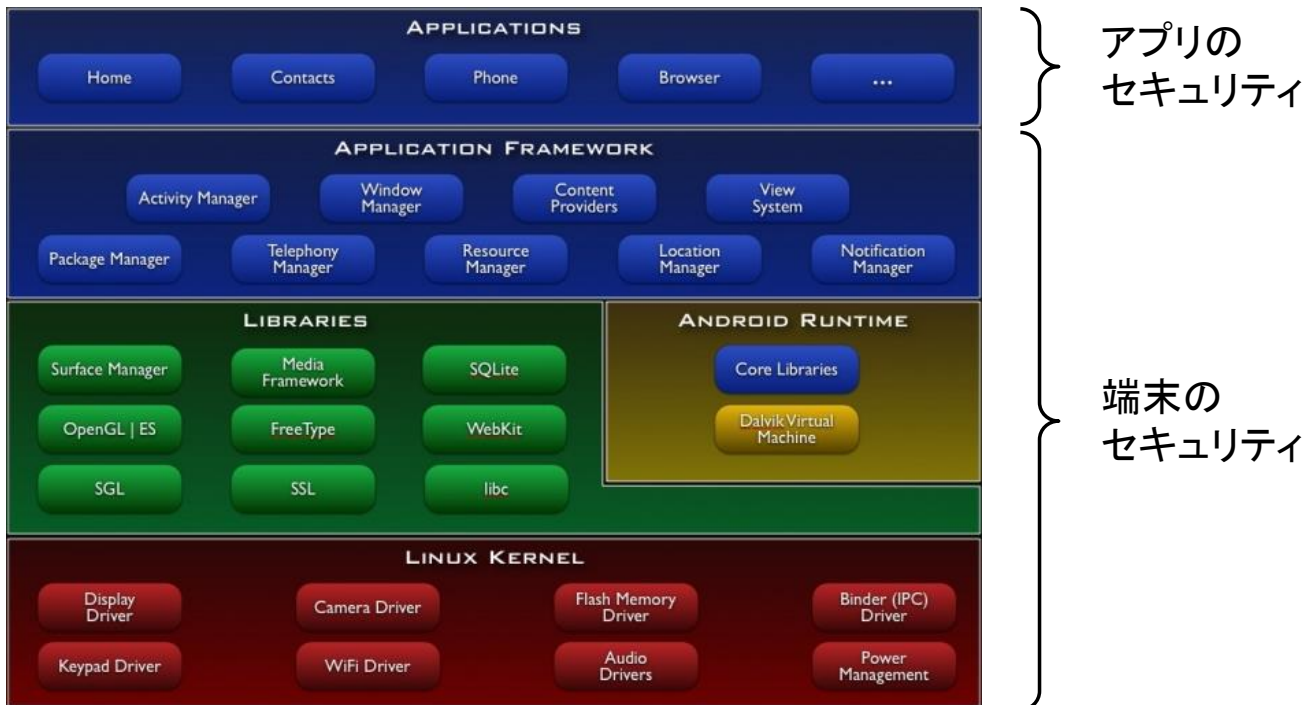 APPLICATIONS
Home
Contacts
Phone
Browser
...
アプリの
セキュリティ
APPLICATION FRAMEWORK
Activity Manager
Window
Manager
Content
Providers
View
System
Package Manager
Telephony
Manager
Resource
Manager
Location
Manager
Notification
Manager
LIBRARIES
Surface Manager
Media
Framework
SQLite
OpenGL | ES
FreeType
WebKit
SGL
SSL
libc
ANDROID RUNTIME
Core Libraries
Dalvik Virtual
Machine
端末の
セキュリティ
LINUX KERNEL
Display
Driver
Camera Driver
Flash Memory
Driver
Binder (IPC)
Driver
Keypad Driver
WiFi Driver
Audio
Drivers
Power
Management